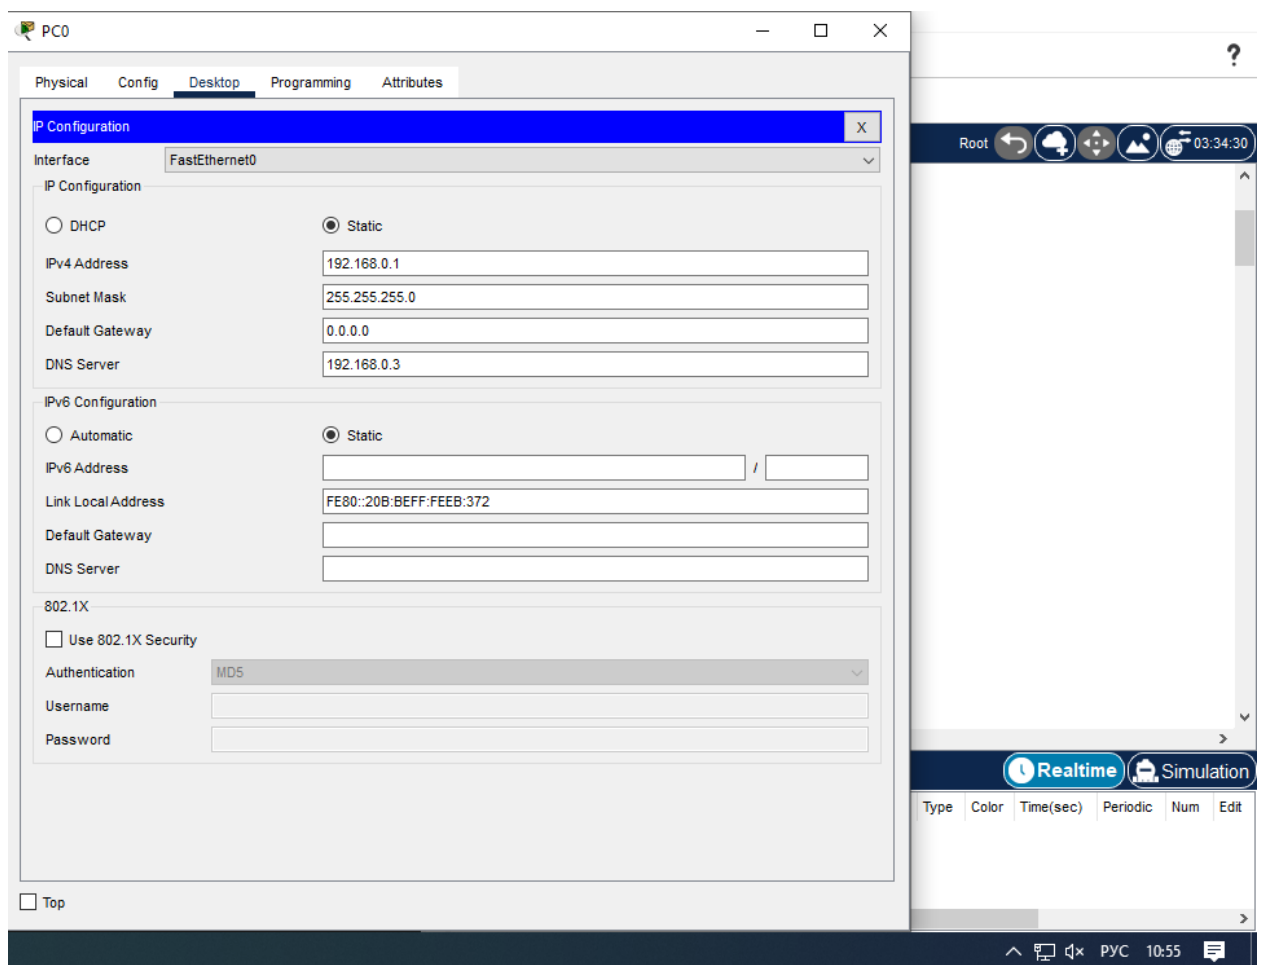 PC0
?
Physical Config Desktop Programming Attributes
IP Configuration X
Root 03:34:30
Interface FastEthernet0
IP Configuration
DHCP Static
IPv4 Address 192.168.0.1
Subnet Mask 255.255.255.0
Default Gateway 0.0.0.0
DNS Server 192.168.0.3
IPv6 Configuration
Automatic Static
IPv6 Address /
Link Local Address FE80::20B:BEFF:FEEB:372
Default Gateway
DNS Server
802.1X
Use 802.1X Security
Authentication MD5
Username
Password
Realtime Simulation
Type Color Time(sec) Periodic Num Edit
Top
РУС 10:55